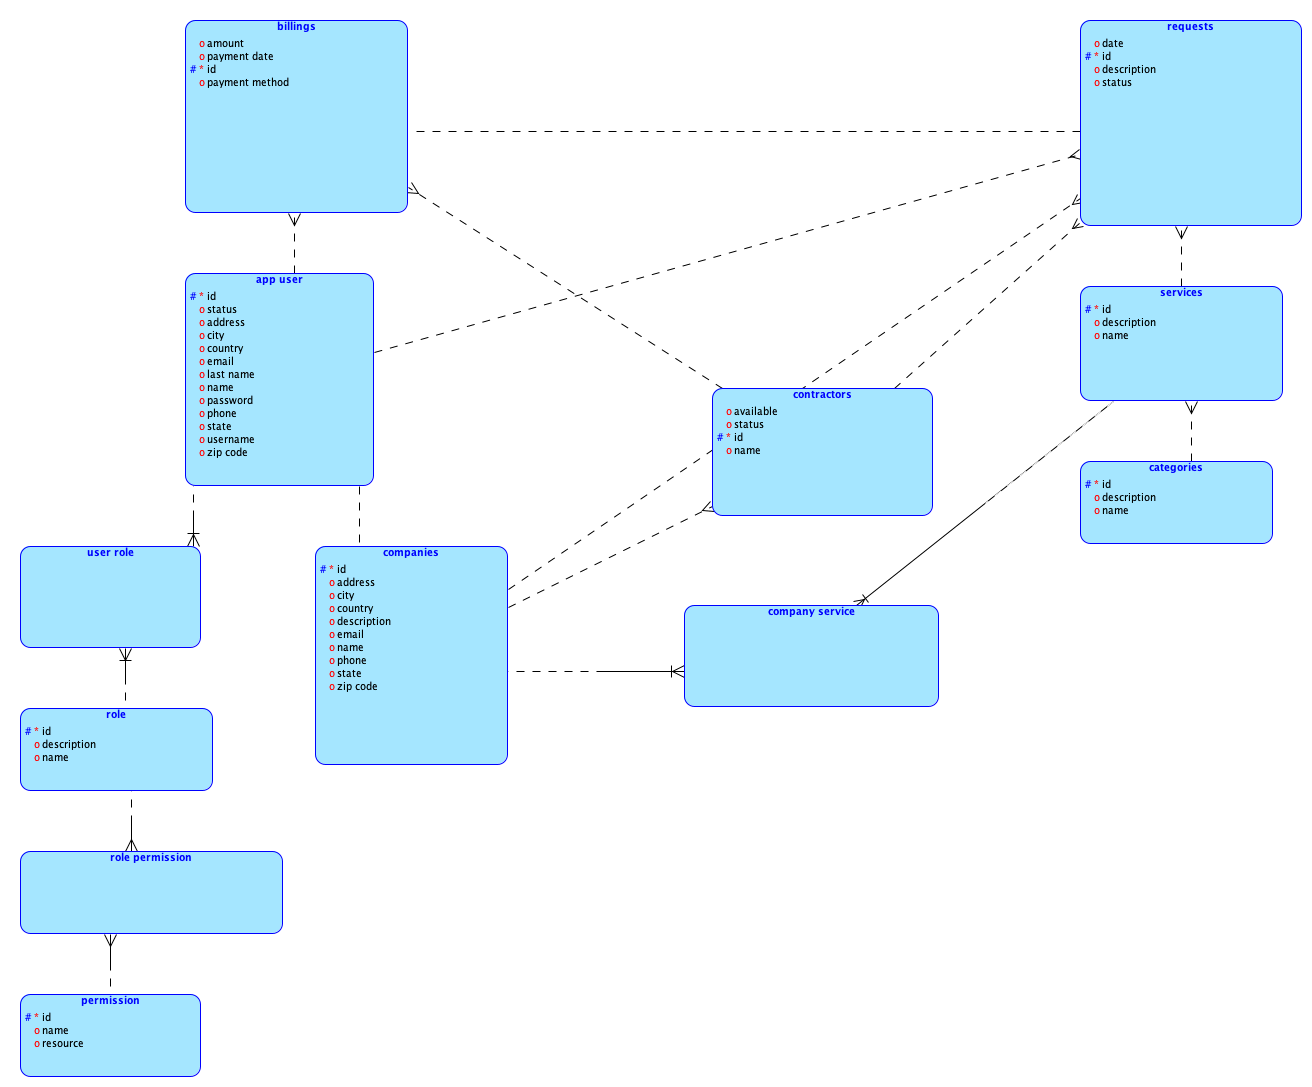 billings
o amount
o payment date
# * id
o payment method
requests
o date
# * id
o description
o status
app user
# * id
o status
o address
o city
o country
o email
o last name
o name
o password
o phone
o state
o username
o zip code
services
# * id
o description
o name
contractors
o available
o status
# * id
o name
categories
# * id
o description
o name
user role
companies
# * id
o address
o city
o country
o description
o email
o name
o phone
o state
o zip code
company service
role
# * id
o description
o name
role permission
permission
# * id
o name
o resource